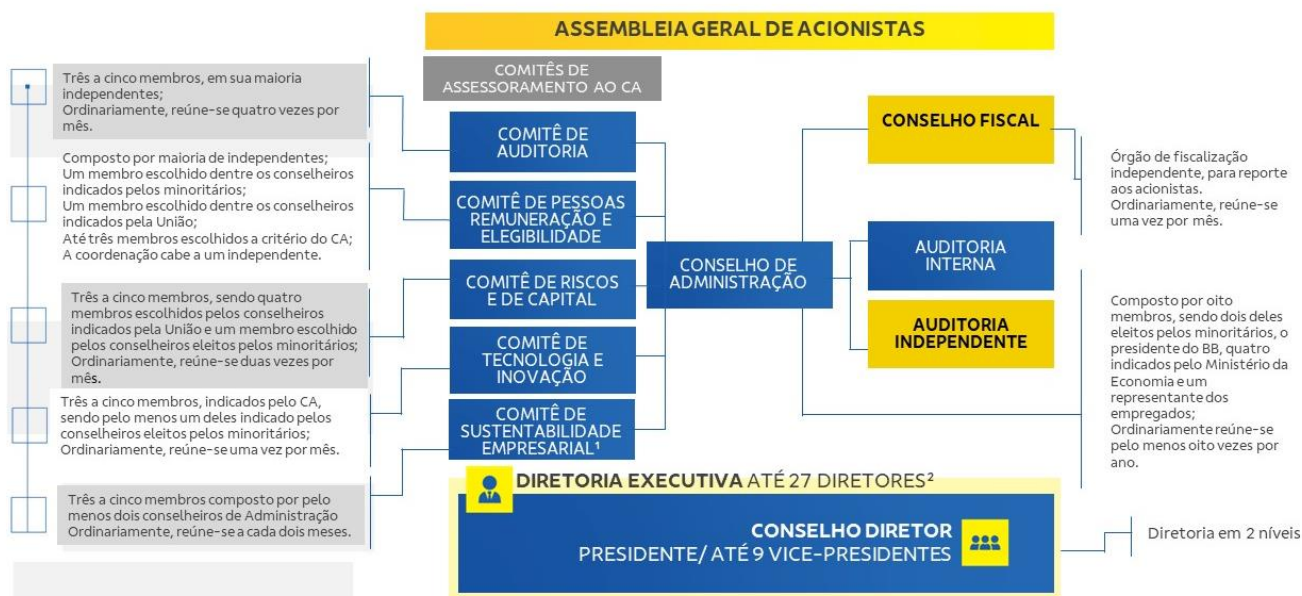 ASSEMBLEIA GERAL DE ACIONISTAS
COMITÊS DE
ASSESSORAMENTO AO CA
Três a cinco membros, em sua maioria
independentes;
Ordinariamente, reúne-se quatro vezes por
mês.
Composto por maioria de independentes;
Um membro escolhido dentre os conselheiros
indicados pelos minoritários;
Um membro escolhido dentre os conselheiros
indicados pela União;
Até três membros escolhidos a critério do CA;
A coordenação cabe a um independente.
Três a cinco membros, sendo quatro
membros escolhidos pelos conselheiros
indicados pela União e um membro escolhido
pelos conselheiros eleitos pelos minoritários;
Ordinariamente, reúne-se duas vezes por
mês.
Três a cinco membros, indicados pelo CA,
sendo pelo menos um deles indicado pelos
conselheiros eleitos pelos minoritários;
Ordinariamente, reúne-se uma vez por mês.
Três a cinco membros composto por pelo
menos dois conselheiros de Administração
Ordinariamente, reúne-se a cada dois meses.
COMITÊ DE
AUDITORIA
COMITÊ DE PESSOAS
REMUNERAÇÃO E
ELEGIBILIDADE
COMITÊ DE RISCOS
E DE CAPITAL
COMITÊ DE
TECNOLOGIA E
INOVAÇÃO
COMITÊ DE
SUSTENTABILIDADE
EMPRESARIAL¹
CONSELHO DE
ADMINISTRAÇÃO
CONSELHO FISCAL
AUDITORIA
INTERNA
AUDITORIA
INDEPENDENTE
Órgão de fiscalização
independente, para reporte
aos acionistas.
Ordinariamente, reúne-se
uma vez por mês.
Composto por oito
membros, sendo dois deles
eleitos pelos minoritários, o
presidente do BB, quatro
indicados pelo Ministério da
Economia e um
representante dos
empregados;
Ordinariamente reúne-se
pelo menos oito vezes por
ano.
DIRETORIA EXECUTIVA ATÉ 27 DIRETORES²
CONSELHO DIRETOR
PRESIDENTE/ ATÉ 9 VICE-PRESIDENTES
Diretoria em 2 níveis